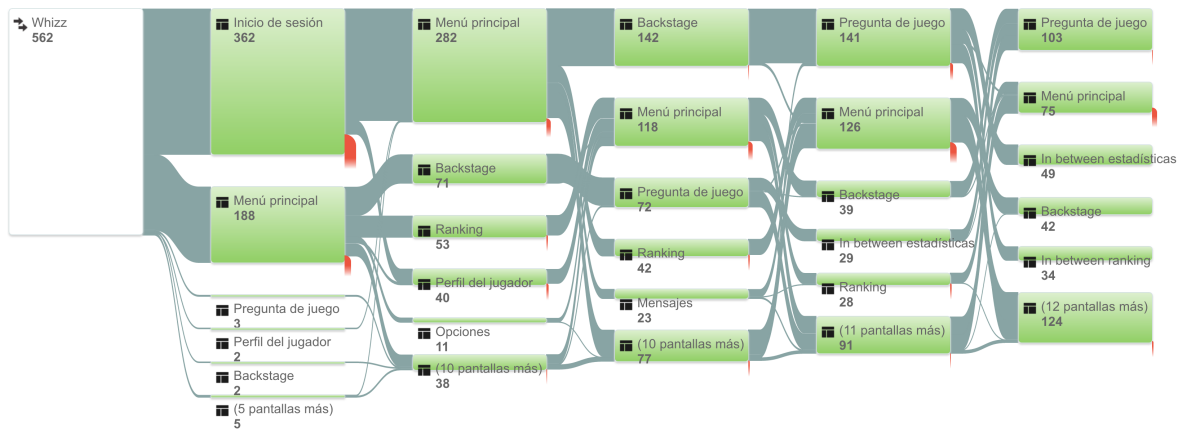 Whizz
562
Inicio de sesión
362
Menú principal
188
Pregunta de juego
3
Perfil del jugador
2
Backstage
2
(5 pantallas más)
5
Menú principal
282
Backstage
71
Ranking
53
Perfil del jugador
40
Opciones
11
(10 pantallas más)
38
Backstage
142
Menú principal
118
Pregunta de juego
72
Ranking
42
Mensajes
23
(10 pantallas más)
77
Pregunta de juego
141
Menú principal
126
Backstage
39
In between estadísticas
29
Ranking
28
(11 pantallas más)
91
Pregunta de juego
103
Menú principal
75
In between estadísticas
49
Backstage
42
In between ranking
34
(12 pantallas más)
124